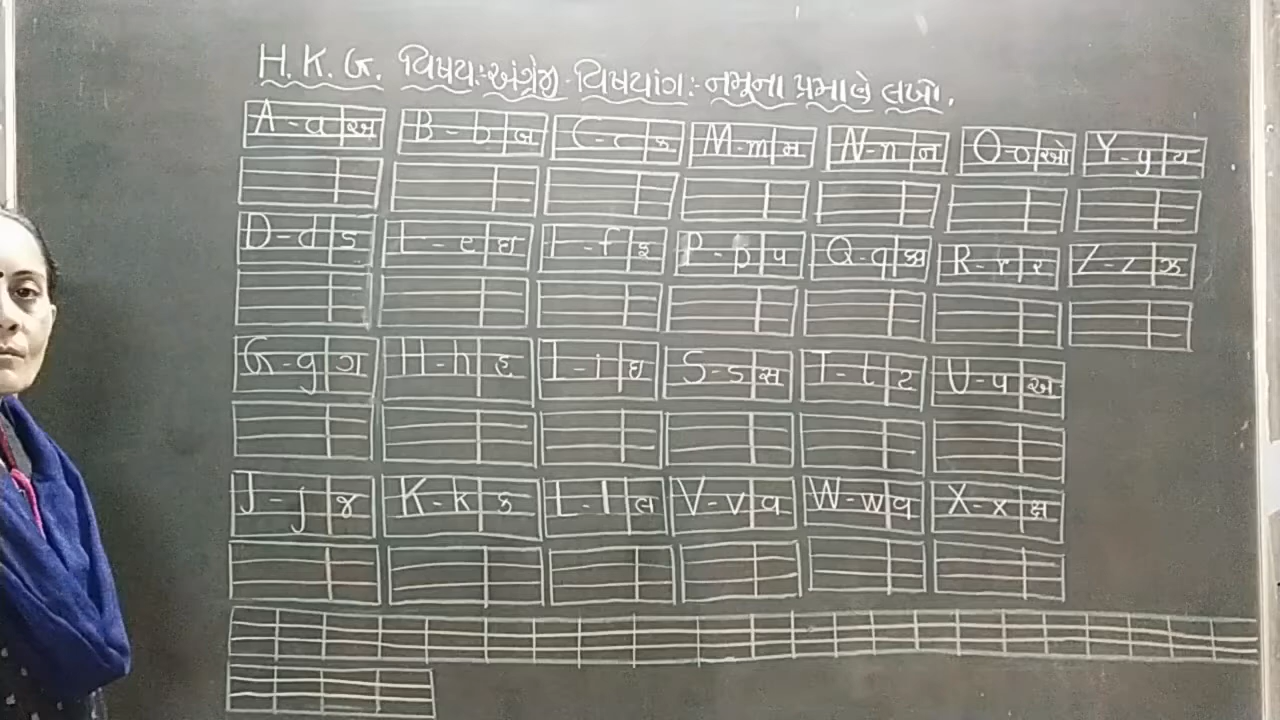 H. K. G. વિષય:-અંગ્રેજી. વિષયાંગ:- નમૂના પ્રમાણે લખો.
A-a અ B-b બ C-c ક M-m મ N-n ન O-o ઓ Y-y ય
D-d ડ E-e ઇ F-f ફ P-p પ Q-q ક્વ R-r ર Z-z ઝ
G-g ગ H-h હ I-i ઇ S-s સ T-t ટ U-u અ
J-j જ K-k ક L-l લ V-v વ W-w વ X-x ક્ષ